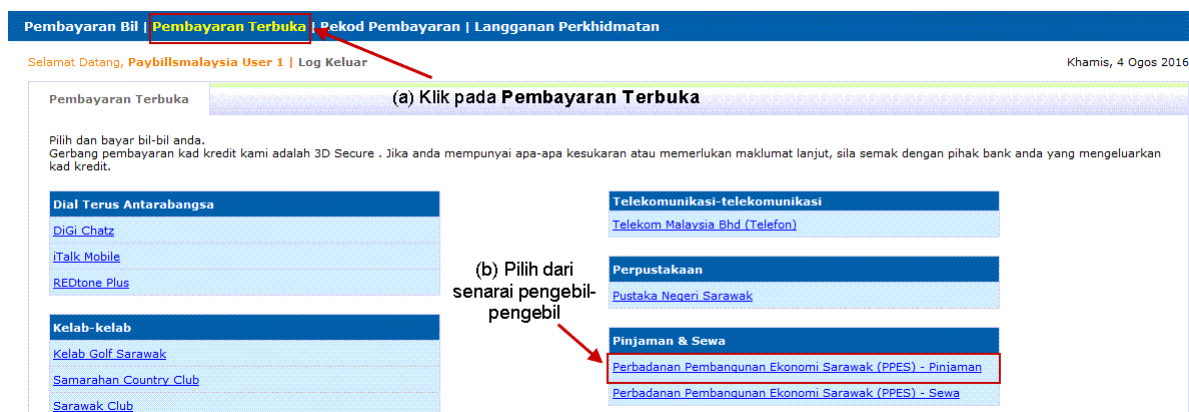 Pembayaran Bil | Pembayaran Terbuka | Rekod Pembayaran | Langganan Perkhidmatan
Selamat Datang, Paybillsmalaysia User 1 | Log Keluar
Khamis, 4 Ogos 2016
(a) Klik pada Pembayaran Terbuka
Pembayaran Terbuka
Pilih dan bayar bil-bil anda.
Gerbang pembayaran kad kredit kami adalah 3D Secure . Jika anda mempunyai apa-apa kesukaran atau memerlukan maklumat lanjut, sila semak dengan pihak bank anda yang mengeluarkan
kad kredit.
Dial Terus Antarabangsa
DiGi Chatz
iTalk Mobile
REDtone Plus
Kelab-kelab
Kelab Golf Sarawak
Samarahan Country Club
Sarawak Club
(b) Pilih dari
senarai pengebil-
pengebil
Telekomunikasi-telekomunikasi
Telekom Malaysia Bhd (Telefon)
Perpustakaan
Pustaka Negeri Sarawak
Pinjaman & Sewa
Perbadanan Pembangunan Ekonomi Sarawak (PPES) - Pinjaman
Perbadanan Pembangunan Ekonomi Sarawak (PPES) - Sewa